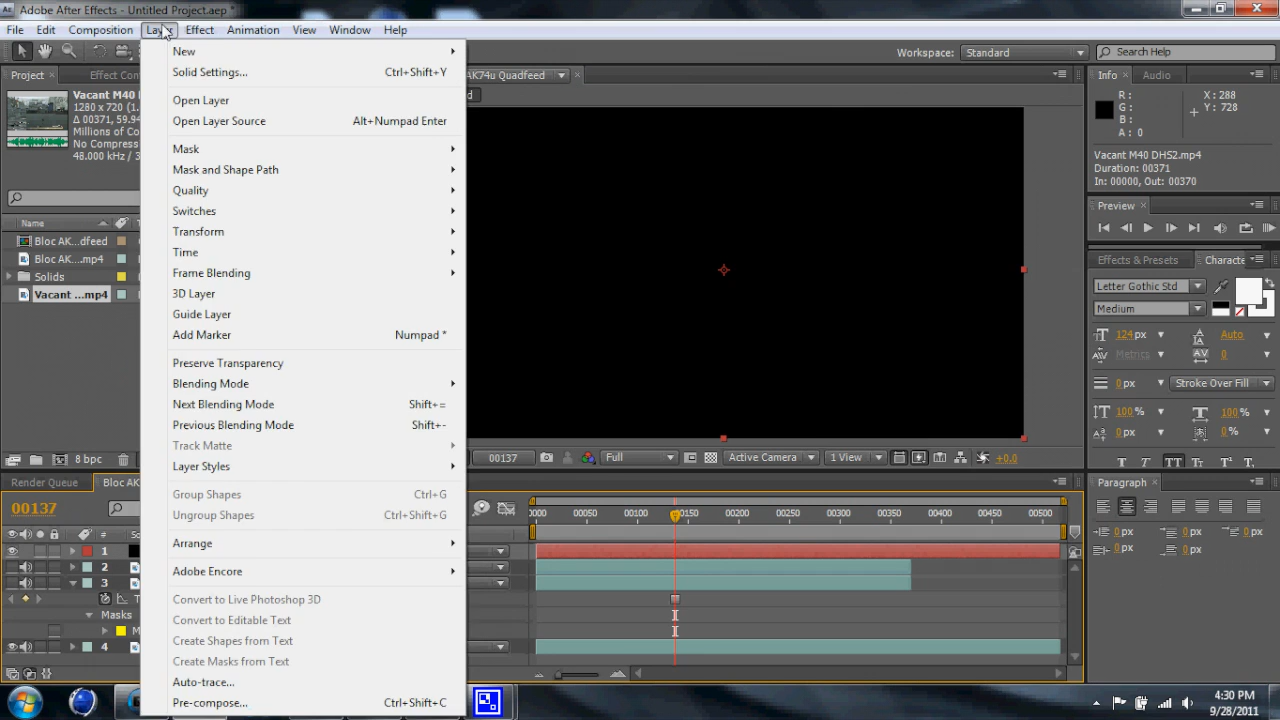 Adobe After Effects - Untitled Project.aep *
File Edit Composition Layer Effect Animation View Window Help
Workspace: Standard Search Help
Project × Effect Con
AK74u Quadfeed
Info × Audio
Vacant M40
1280 x 720 (1.
Δ 00371, 59.94
Millions of Co
No Compress
48.000 kHz / 3
R :
G :
B :
A : 0
X : 288
Y : 728
Vacant M40 DHS2.mp4
Duration: 00371
In: 00000, Out: 00370
Preview ×
Name
Bloc AK...dfeed
Bloc AK...mp4
Solids
Vacant ...mp4
8 bpc
New
Solid Settings... Ctrl+Shift+Y
Open Layer
Open Layer Source Alt+Numpad Enter
Mask
Mask and Shape Path
Quality
Switches
Transform
Time
Frame Blending
3D Layer
Guide Layer
Add Marker Numpad *
Preserve Transparency
Blending Mode
Next Blending Mode Shift+=
Previous Blending Mode Shift+-
Track Matte
Layer Styles
Group Shapes Ctrl+G
Ungroup Shapes Ctrl+Shift+G
Arrange
Adobe Encore
Convert to Live Photoshop 3D
Convert to Editable Text
Create Shapes from Text
Create Masks from Text
Auto-trace...
Pre-compose... Ctrl+Shift+C
Effects & Presets Characte
Letter Gothic Std
Medium
124 px Auto
Metrics 0
0 px Stroke Over Fill
100 % 100 %
0 px 0 %
T T TT Tr T' T,
Paragraph ×
0 px 0 px 0 px
0 px 0 px
00137 Full Active Camera 1 View +0.0
Render Queue Bloc AK
00137
0000 00050 00100 00150 00200 00250 00300 00350 00400 00450 00500
1
2
3
Masks
4
4:30 PM
9/28/2011